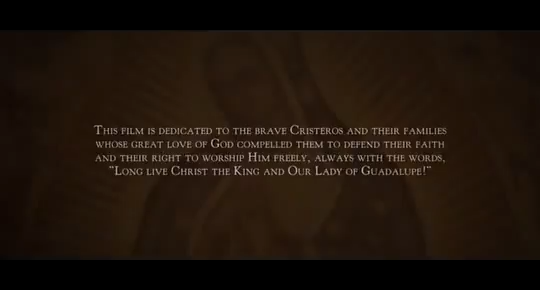 This film is dedicated to the brave Cristeros and their families
whose great love of God compelled them to defend their faith
and their right to worship Him freely, always with the words,
"Long live Christ the King and Our Lady of Guadalupe!"